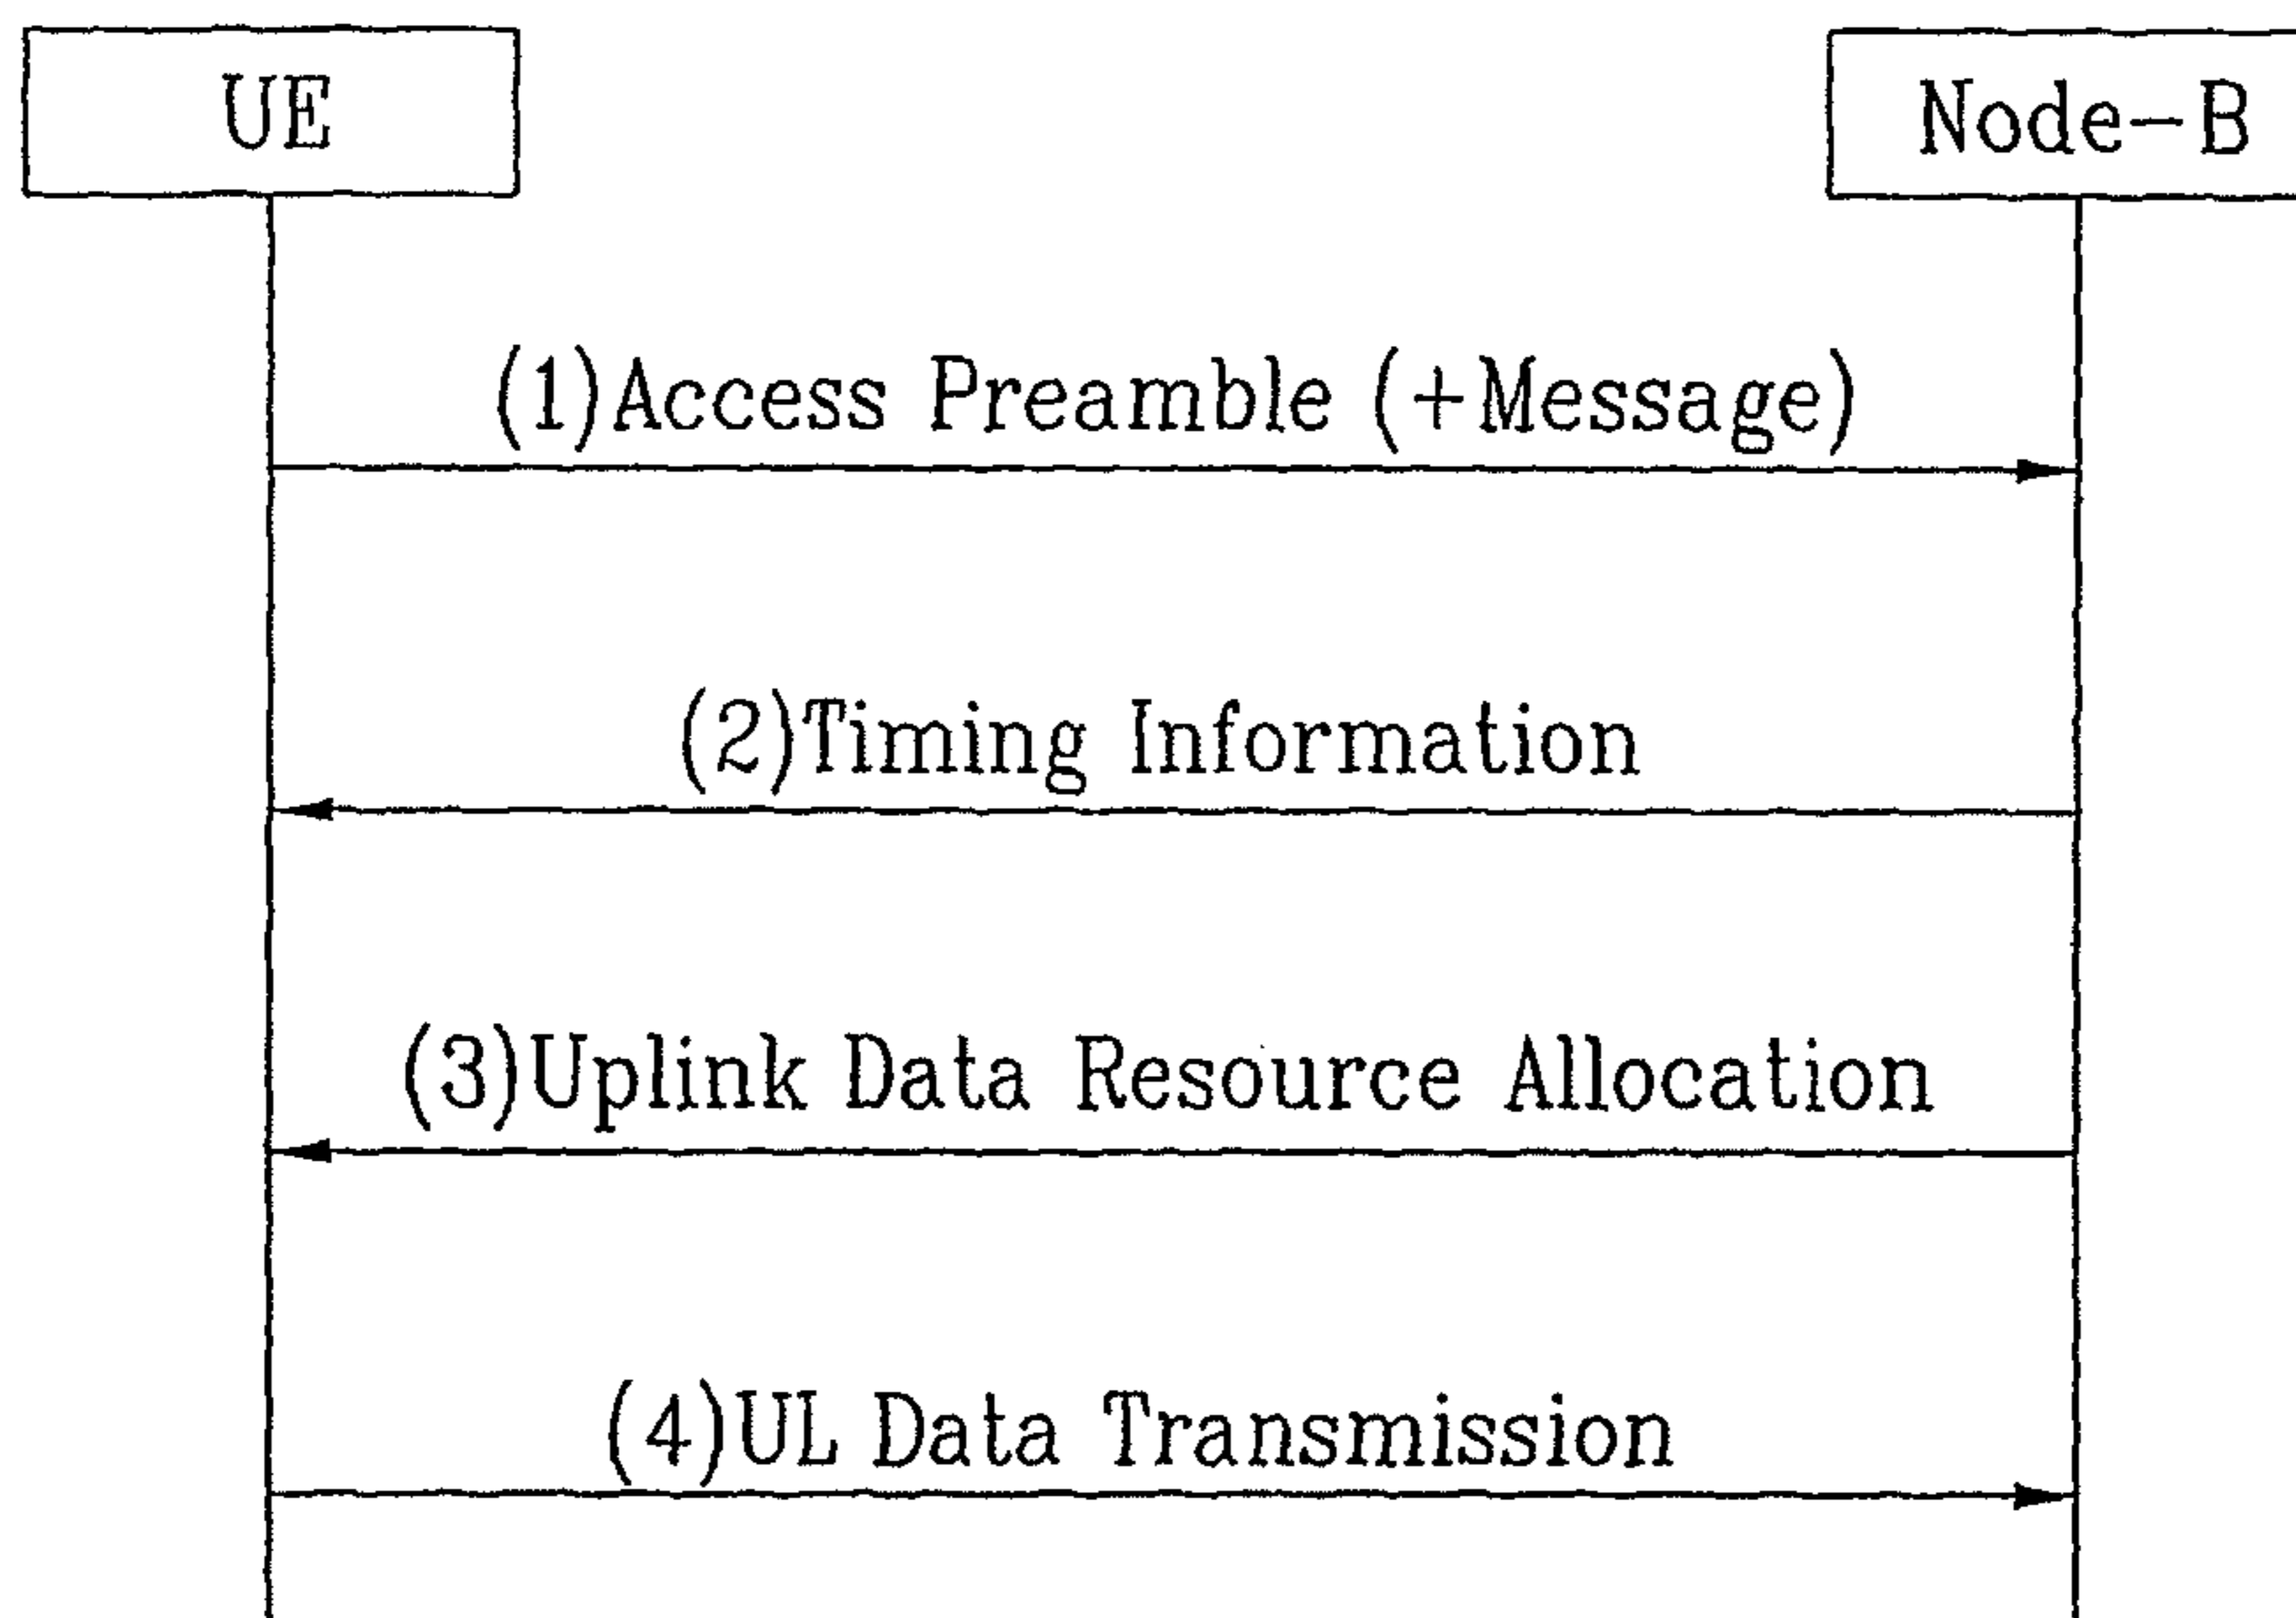 UE
Node-B
(1)Access Preamble (+Message)
(2)Timing Information
(3)Uplink Data Resource Allocation
(4)UL Data Transmission